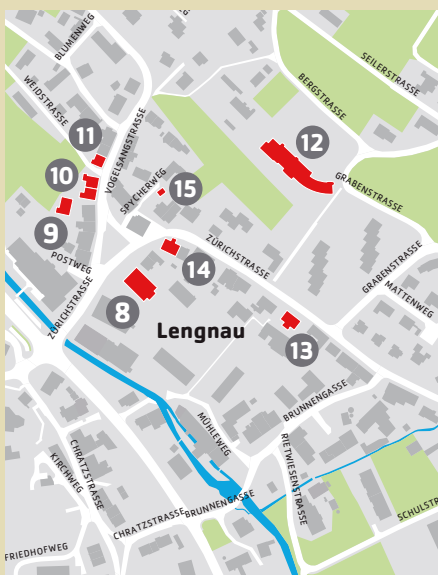 BLUMENWEG
WEIDSTRASSE
SEILERSTRASSE
BERGSTRASSE
11
12
VOGELSANGSTRASSE
10
15
SPYCHERWEG
GRABENSTRASSE
9
ZÜRICHSTRASSE
POSTWEG
14
GRABENSTRASSE
MATTENWEG
ZÜRICHSTRASSE
8
Lengnau
13
BRUNNENGASSE
MÜHLEWEG
RIETWIESENSTRASSE
CHRATZSTRASSE
KIRCHWEG
CHRATZSTRASSE
BRUNNENGASSE
SCHULSTR
FRIEDHOFWEG